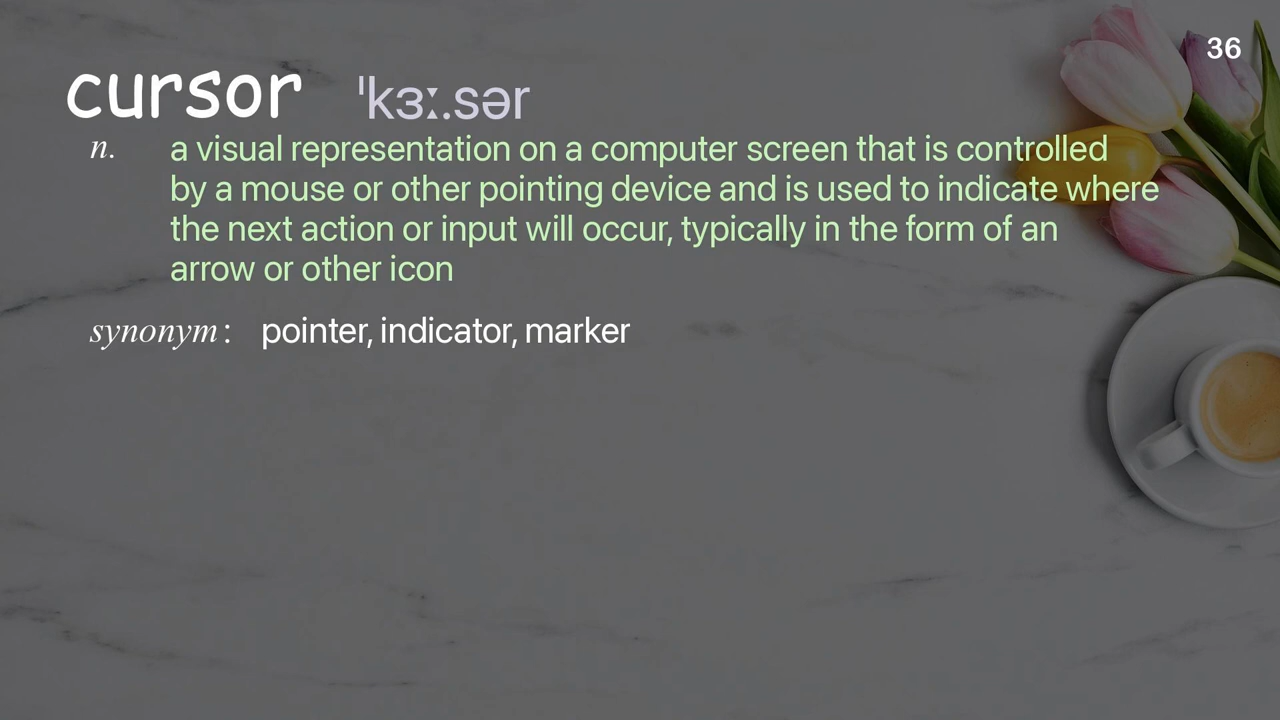 36
cursor ˈkɜː.sər
n. a visual representation on a computer screen that is controlled
by a mouse or other pointing device and is used to indicate where
the next action or input will occur, typically in the form of an
arrow or other icon
synonym: pointer, indicator, marker